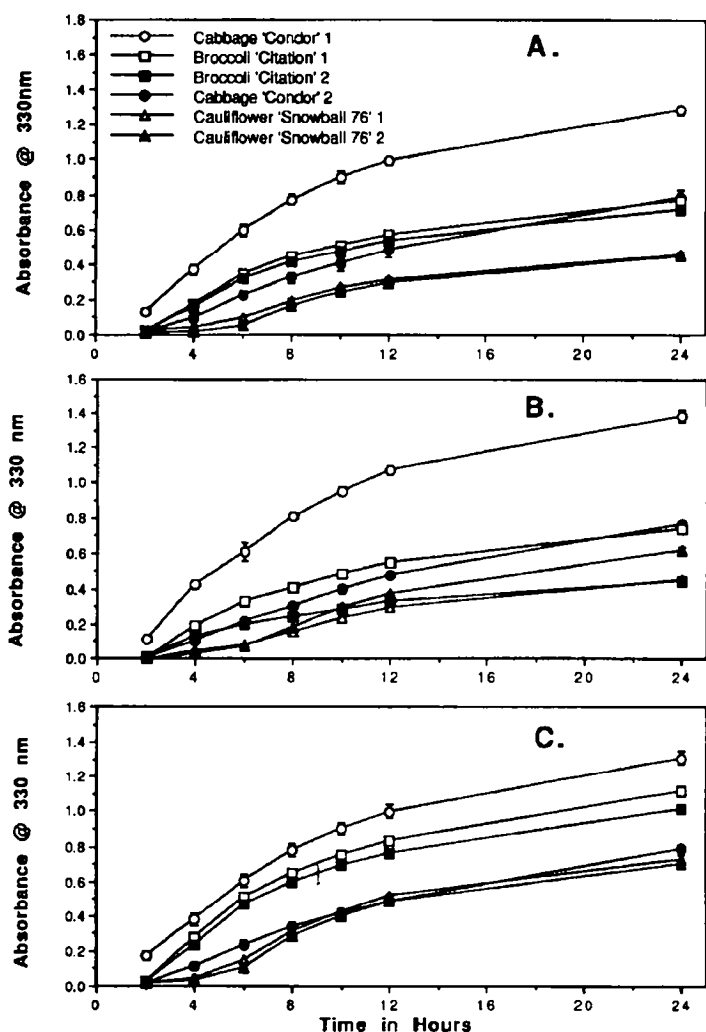 1.8
1.6
1.4
1.2
1.0
0.8
0.6
0.4
0.2
0.0
Absorbance @ 330nm
Cabbage 'Condor' 1
Broccoli 'Citation' 1
Broccoli 'Citation' 2
Cabbage 'Condor' 2
Cauliflower 'Snowball 76' 1
Cauliflower 'Snowball 76' 2
A.
0 4 8 12 16 20 24
1.6
1.4
1.2
1.0
0.8
0.6
0.4
0.2
0.0
Absorbance @ 330 nm
B.
0 4 8 12 16 20 24
1.6
1.4
1.2
1.0
0.8
0.6
0.4
0.2
0.0
Absorbance @ 330 nm
C.
0 4 8 12 16 20 24
Time in Hours